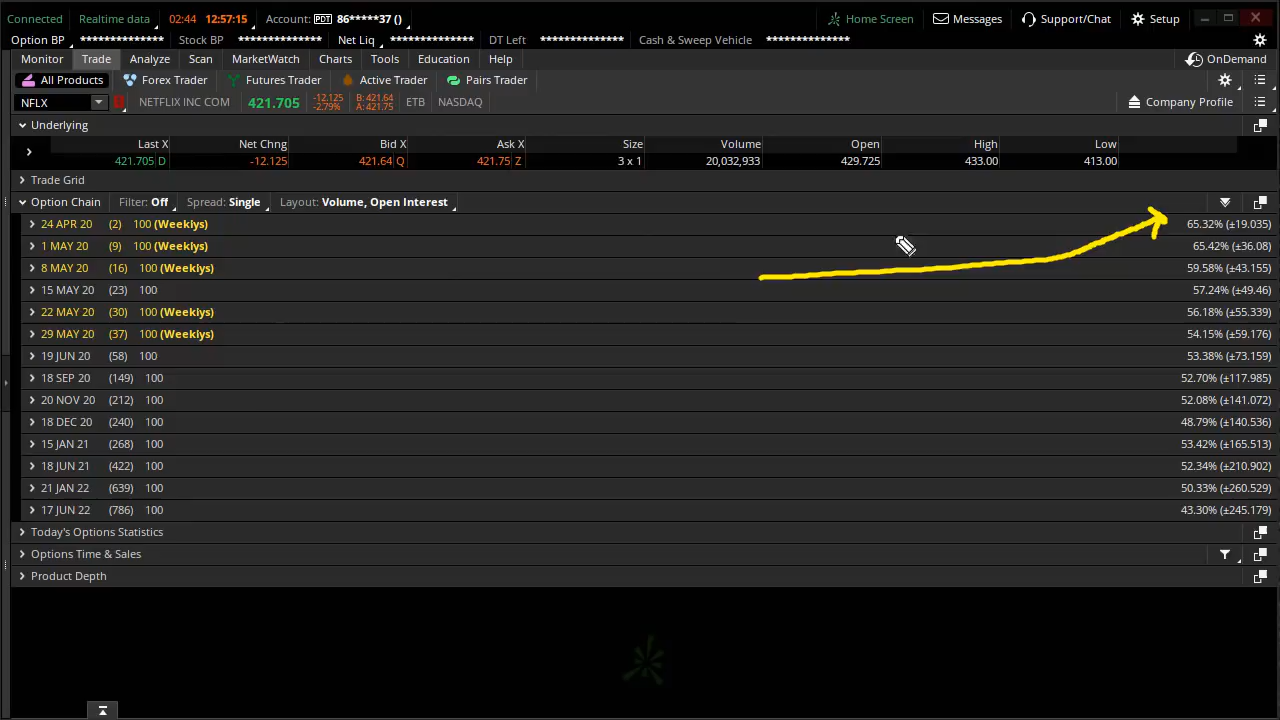 Connected Realtime data 02:44 12:57:15 Account: PDT 86*****37 () Home Screen Messages Support/Chat Setup
Option BP ************** Stock BP ************** Net Liq ************** DT Left ************** Cash & Sweep Vehicle **************
Monitor Trade Analyze Scan MarketWatch Charts Tools Education Help OnDemand
All Products Forex Trader Futures Trader Active Trader Pairs Trader
NFLX NETFLIX INC COM 421.705 -12.125 -2.79% B: 421.64 A: 421.75 ETB NASDAQ Company Profile
Underlying
Last X Net Chng Bid X Ask X Size Volume Open High Low
421.705 D -12.125 421.64 Q 421.75 Z 3 x 1 20,032,933 429.725 433.00 413.00
Trade Grid
Option Chain Filter: Off Spread: Single Layout: Volume, Open Interest
24 APR 20 (2) 100 (Weeklys) 65.32% (±19.035)
1 MAY 20 (9) 100 (Weeklys) 65.42% (±36.08)
8 MAY 20 (16) 100 (Weeklys) 59.58% (±43.155)
15 MAY 20 (23) 100 57.24% (±49.46)
22 MAY 20 (30) 100 (Weeklys) 56.18% (±55.339)
29 MAY 20 (37) 100 (Weeklys) 54.15% (±59.176)
19 JUN 20 (58) 100 53.38% (±73.159)
18 SEP 20 (149) 100 52.70% (±117.985)
20 NOV 20 (212) 100 52.08% (±141.072)
18 DEC 20 (240) 100 48.79% (±140.536)
15 JAN 21 (268) 100 53.42% (±165.513)
18 JUN 21 (422) 100 52.34% (±210.902)
21 JAN 22 (639) 100 50.33% (±260.529)
17 JUN 22 (786) 100 43.30% (±245.179)
Today's Options Statistics
Options Time & Sales
Product Depth